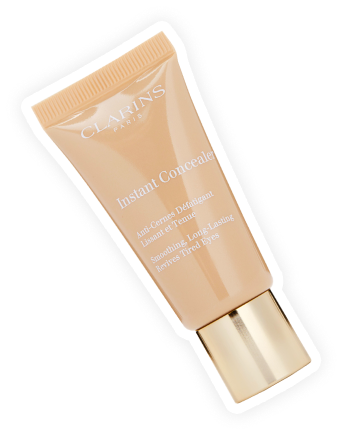 CLARINS
PARIS
Instant Concealer
Anti-Cernes Défatigant
Lissant et Tenue
Smoothing, Long-Lasting
Revives Tired Eyes